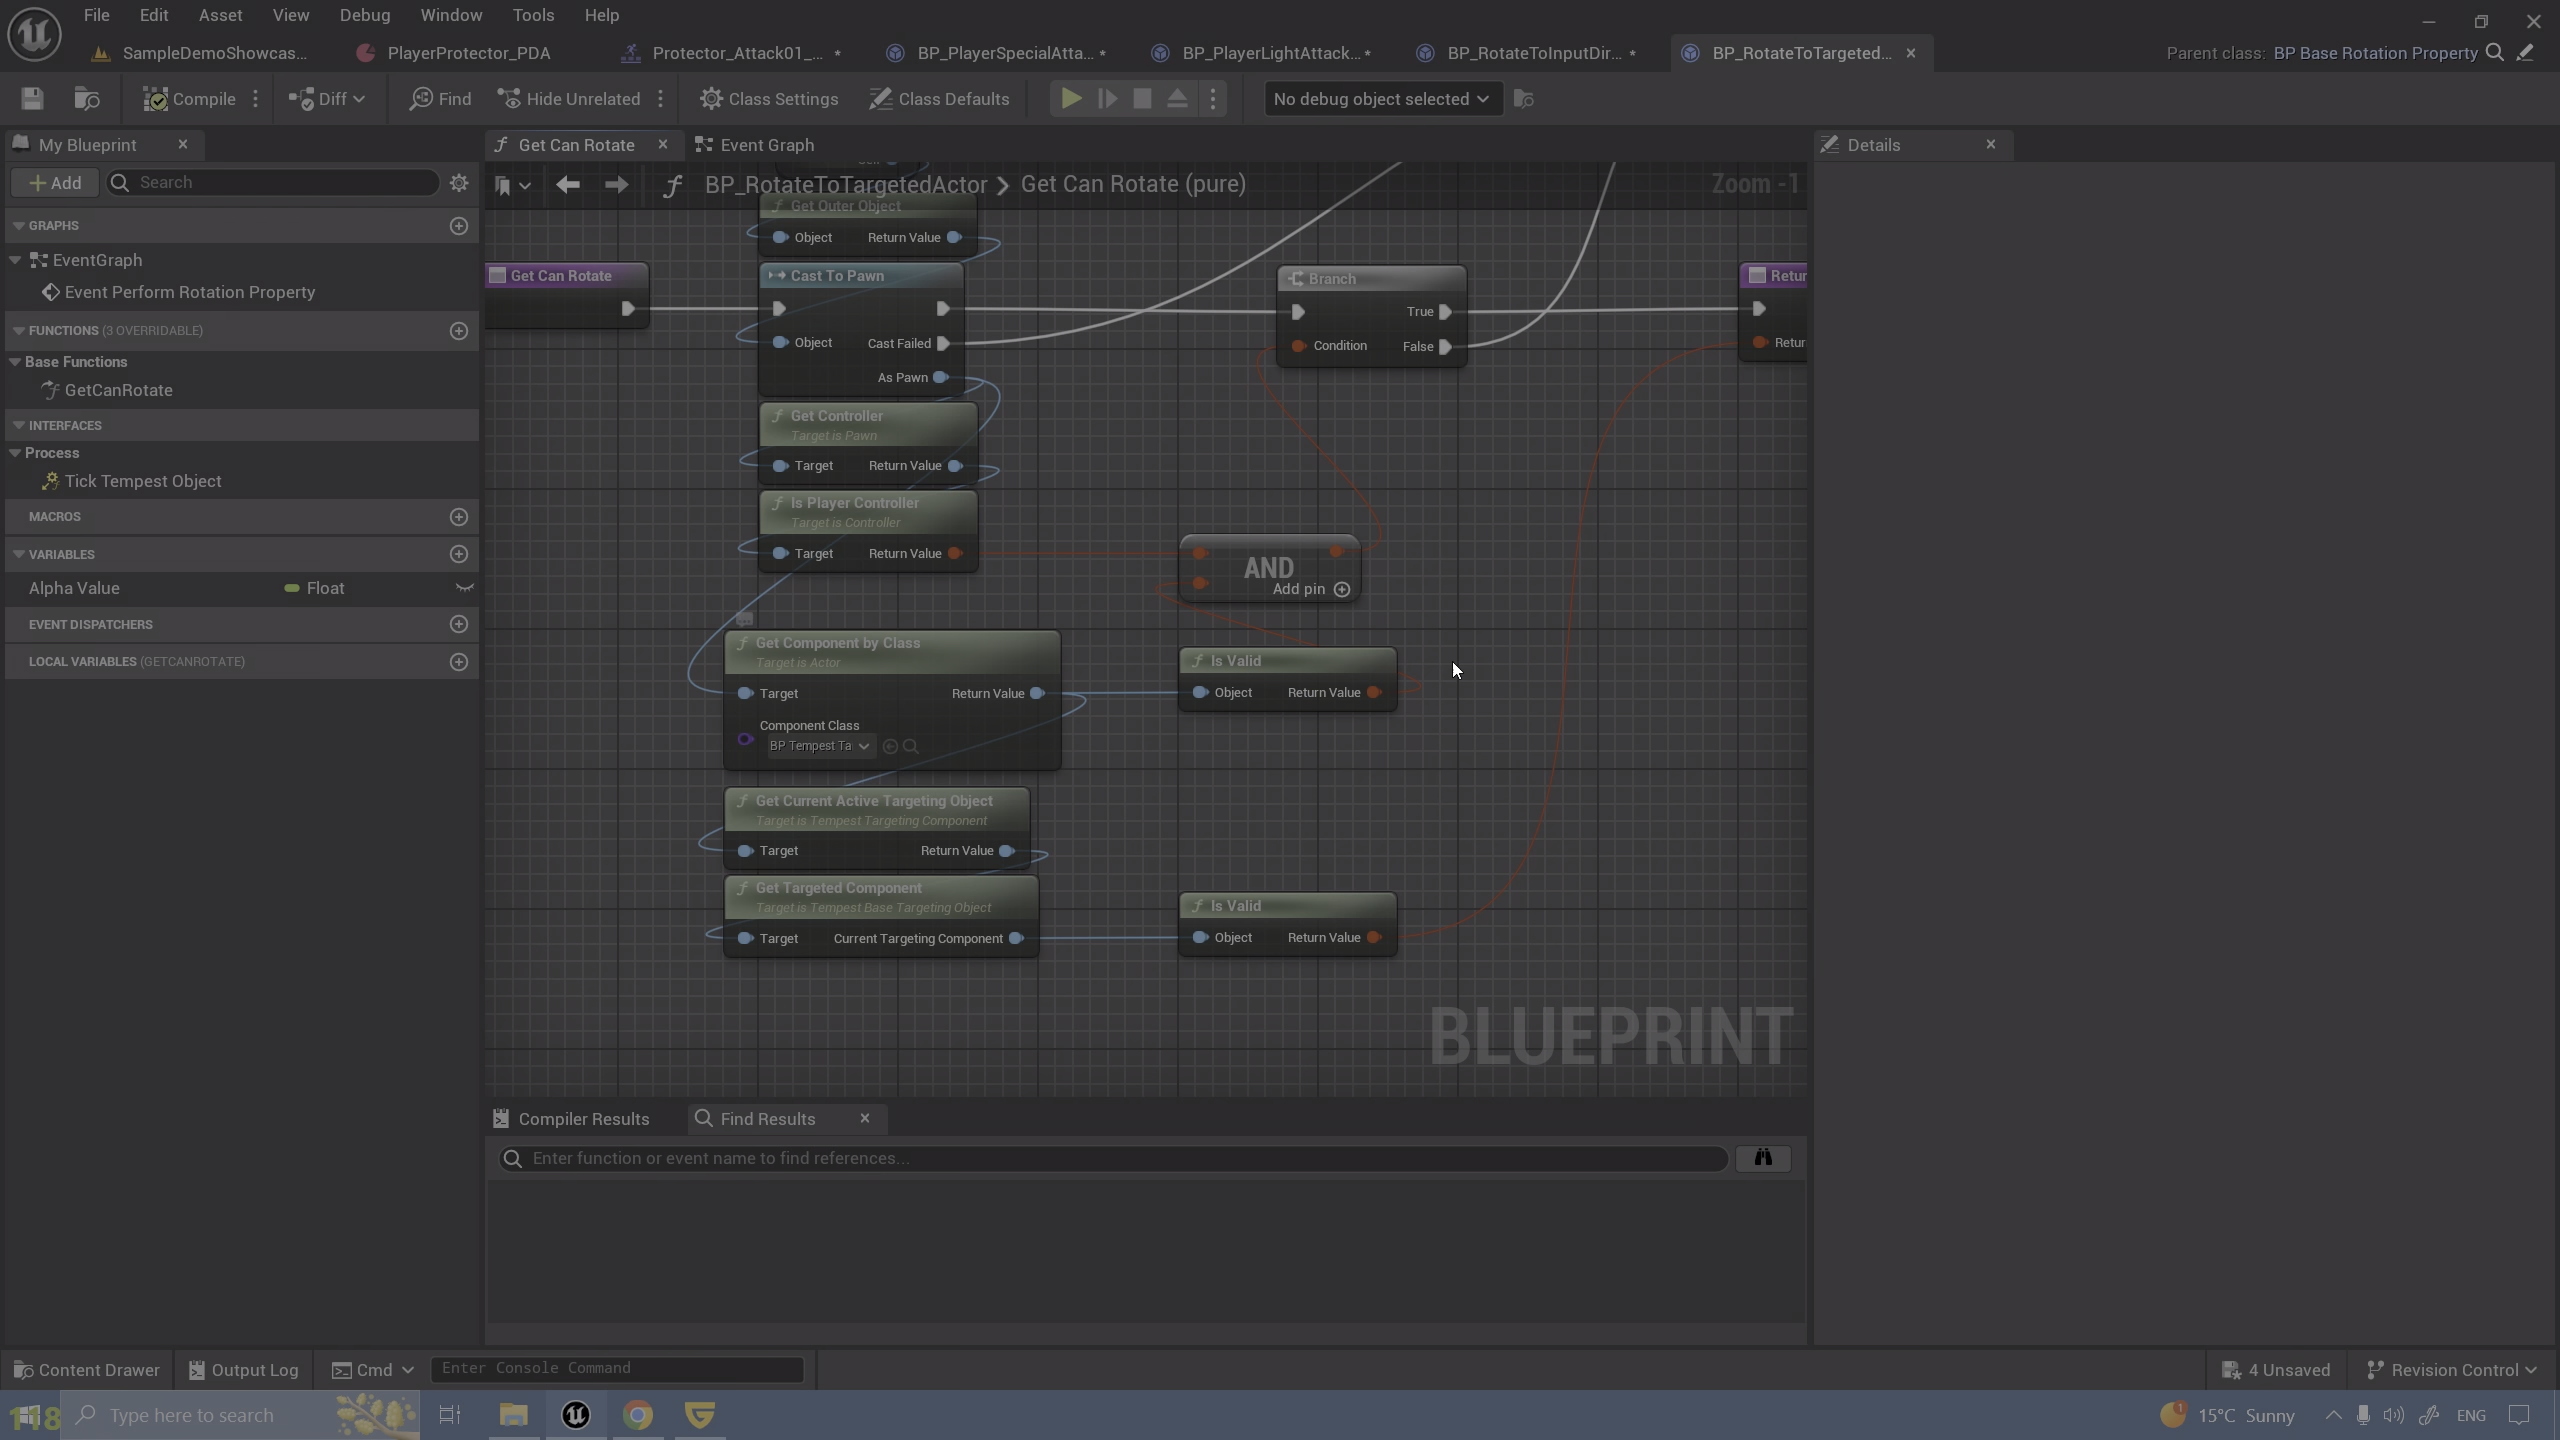 File Edit Asset View Debug Window Tools Help
SampleDemoShowcas... PlayerProtector_PDA Protector_Attack01_... * BP_PlayerSpecialAtta... * BP_PlayerLightAttack... * BP_RotateToInputDir... * BP_RotateToTargeted... Parent class: BP Base Rotation Property
Compile Diff Find Hide Unrelated Class Settings Class Defaults No debug object selected
My Blueprint
Add Search
GRAPHS
EventGraph
Event Perform Rotation Property
FUNCTIONS (3 OVERRIDABLE)
Base Functions
GetCanRotate
INTERFACES
Process
Tick Tempest Object
MACROS
VARIABLES
Alpha Value Float
EVENT DISPATCHERS
LOCAL VARIABLES (GETCANROTATE)
Get Can Rotate Event Graph
BP_RotateToTargetedActor > Get Can Rotate (pure) Zoom -1
Get Outer Object
Object Return Value
Get Can Rotate
Cast To Pawn
Object Cast Failed
As Pawn
Branch
True
Condition False
Retur
Retur
Get Controller
Target is Pawn
Target Return Value
Is Player Controller
Target is Controller
Target Return Value
AND
Add pin
Get Component by Class
Target is Actor
Target Return Value
Component Class
BP Tempest Ta
Is Valid
Object Return Value
Get Current Active Targeting Object
Target is Tempest Targeting Component
Target Return Value
Get Targeted Component
Target is Tempest Base Targeting Object
Target Current Targeting Component
Is Valid
Object Return Value
BLUEPRINT
Details
Compiler Results Find Results
Enter function or event name to find references...
Content Drawer Output Log Cmd Enter Console Command 4 Unsaved Revision Control
118 Type here to search 1 15°C Sunny ENG